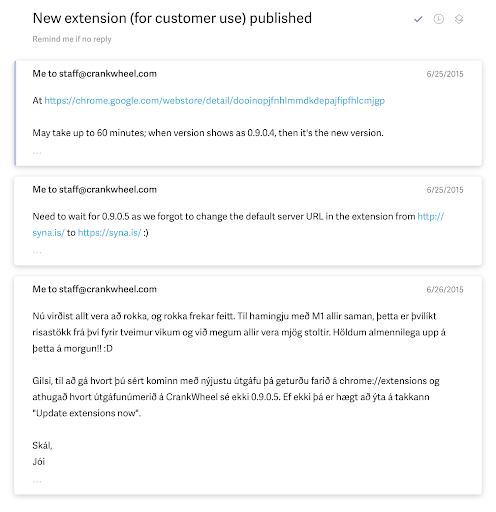 New extension (for customer use) published
Remind me if no reply
Me to staff@crankwheel.com 6/25/2015
At https://chrome.google.com/webstore/detail/dooinopjfnhlmmdkdepajfipfhlcmjgp
May take up to 60 minutes; when version shows as 0.9.0.4, then it's the new version.
...
Me to staff@crankwheel.com 6/25/2015
Need to wait for 0.9.0.5 as we forgot to change the default server URL in the extension from http://
syna.is/ to https://syna.is/ :)
...
Me to staff@crankwheel.com 6/26/2015
Nú virðist allt vera að rokka, og rokka frekar feitt. Til hamingju með M1 allir saman, þetta er þvílíkt
risastökk frá því fyrir tveimur vikum og við megum allir vera mjög stoltir. Höldum almennilega upp á
þetta á morgun!! :D
Gilsi, til að gá hvort þú sért kominn með nýjustu útgáfu þá geturðu farið á chrome://extensions og
athugað hvort útgáfunúmerið á CrankWheel sé ekki 0.9.0.5. Ef ekki þá er hægt að ýta á takkann
"Update extensions now".
Skál,
Jói
...